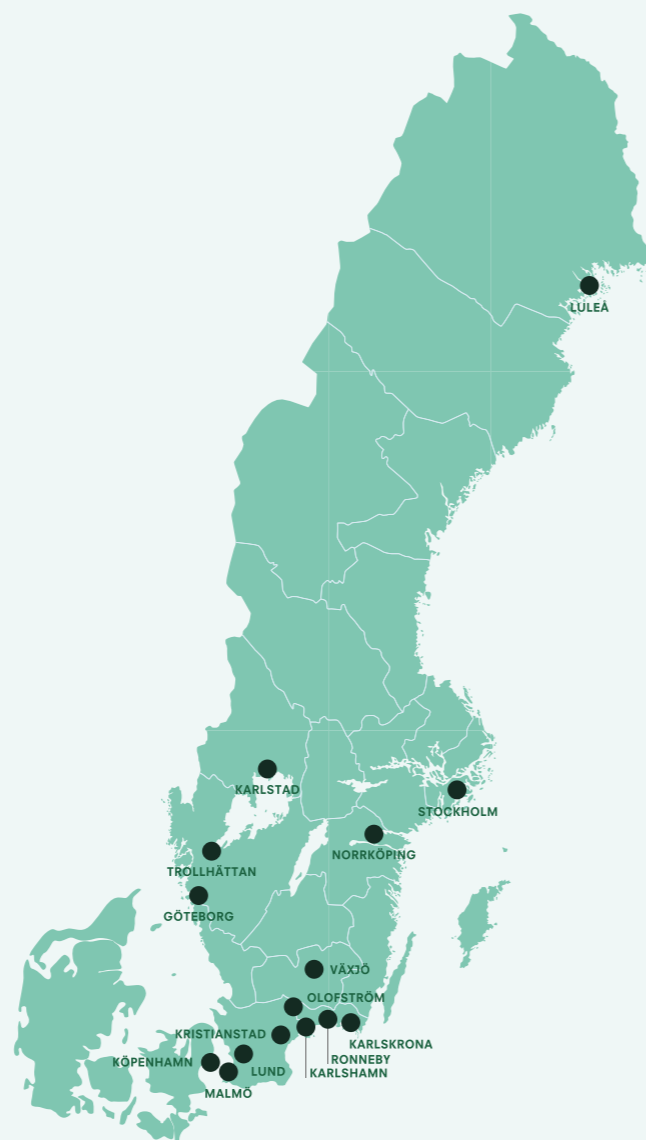 LULEÅ
KARLSTAD
STOCKHOLM
NORRKÖPING
TROLLHÄTTAN
GÖTEBORG
VÄXJÖ
OLOFSTRÖM
KRISTIANSTAD
KARLSKRONA
RONNEBY
KÖPENHAMN
LUND
KARLSHAMN
MALMÖ